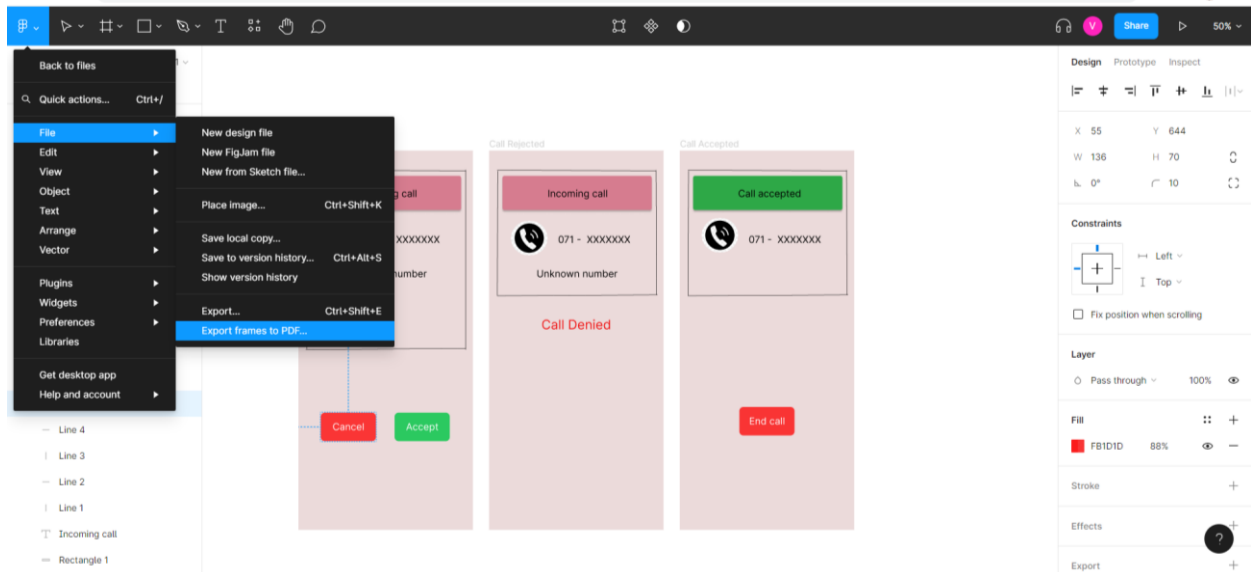 V
Share
50%
Back to files
1
Quick actions... Ctrl+/
File
Edit
View
Object
Text
Arrange
Vector
Plugins
Widgets
Preferences
Libraries
Get desktop app
Help and account
New design file
New FigJam file
New from Sketch file...
Place image... Ctrl+Shift+K
Save local copy...
Save to version history... Ctrl+Alt+S
Show version history
Export... Ctrl+Shift+E
Export frames to PDF...
Line 4
Line 3
Line 2
Line 1
Incoming call
Rectangle 1
g call
XXXXXXX
number
Cancel
Accept
Call Rejected
Incoming call
071 - XXXXXXX
Unknown number
Call Denied
Call Accepted
Call accepted
071 - XXXXXXX
End call
Design Prototype Inspect
X 55 Y 644
W 136 H 70
0° 10
Constraints
Left
Top
Fix position when scrolling
Layer
Pass through 100%
Fill
FB1D1D 88%
Stroke
Effects
?
Export